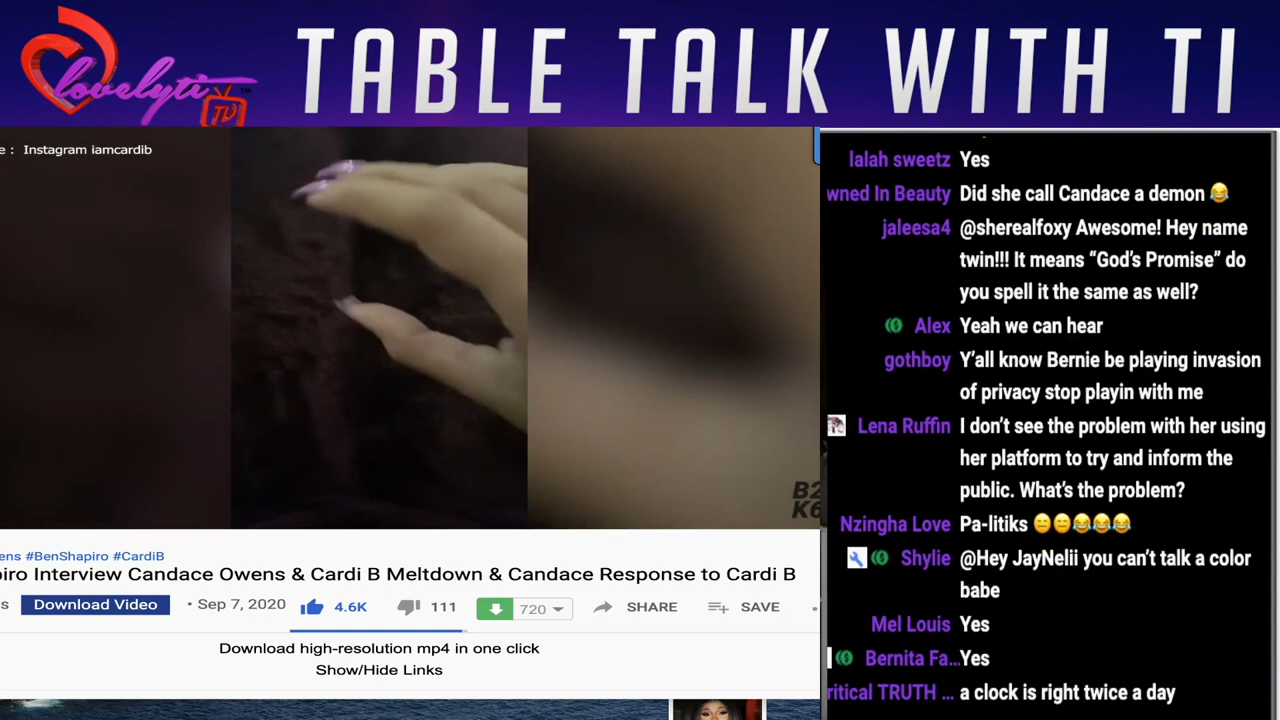 lovelyti TV™
TABLE TALK WITH TI
e : Instagram iamcardib
B2
K6
ens #BenShapiro #CardiB
iro Interview Candace Owens & Cardi B Meltdown & Candace Response to Cardi B
s Download Video • Sep 7, 2020 4.6K 111 720 SHARE SAVE
Download high-resolution mp4 in one click
Show/Hide Links
lalah sweetz Yes
wned In Beauty Did she call Candace a demon 😂
jaleesa4 @sherealfoxy Awesome! Hey name
twin!!! It means “God’s Promise” do
you spell it the same as well?
Alex Yeah we can hear
gothboy Y’all know Bernie be playing invasion
of privacy stop playin with me
Lena Ruffin I don’t see the problem with her using
her platform to try and inform the
public. What’s the problem?
Nzingha Love Pa-litiks 😑😑😂😂😂
Shylie @Hey JayNelii you can’t talk a color
babe
Mel Louis Yes
Bernita Fa... Yes
ritical TRUTH ... a clock is right twice a day